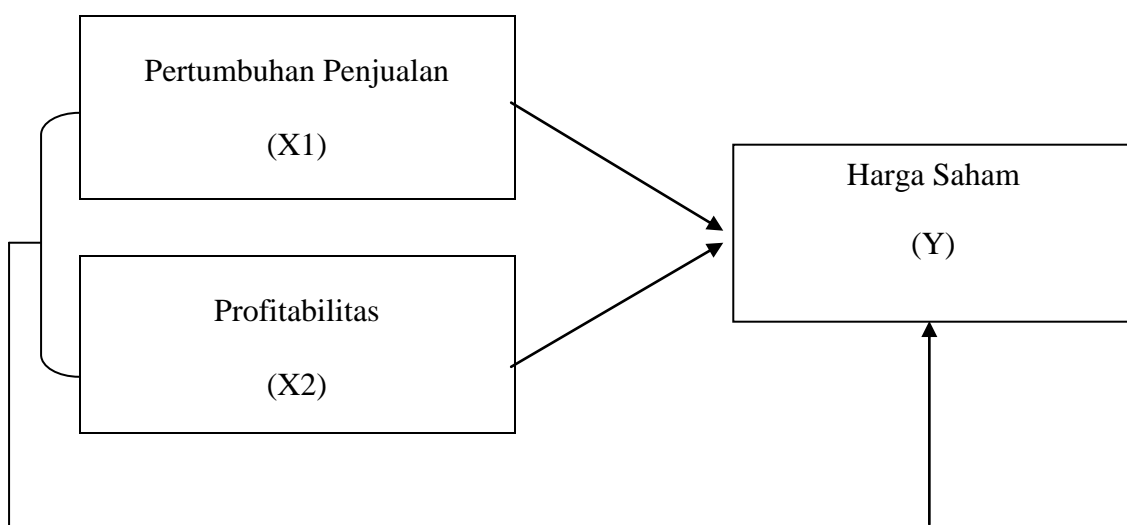 Pertumbuhan Penjualan
(X1)
Harga Saham
(Y)
Profitabilitas
(X2)